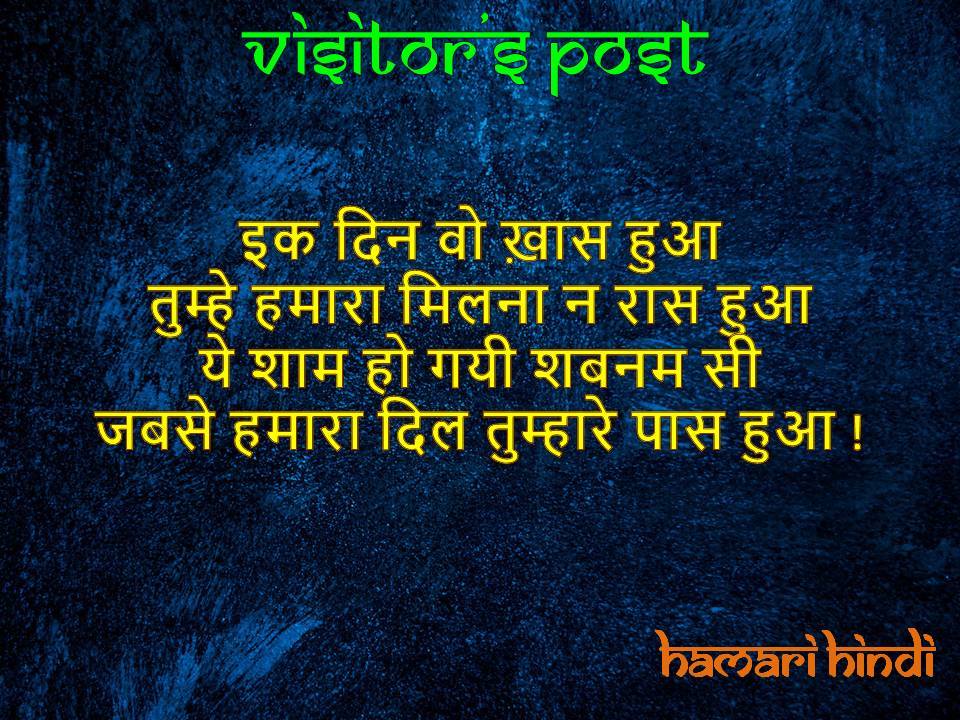 VISITOR'S POST
इक दिन वो ख़ास हुआ
तुम्हे हमारा मिलना न रास हुआ
ये शाम हो गयी शबनम सी
जबसे हमारा दिल तुम्हारे पास हुआ !
HAMARI HINDI